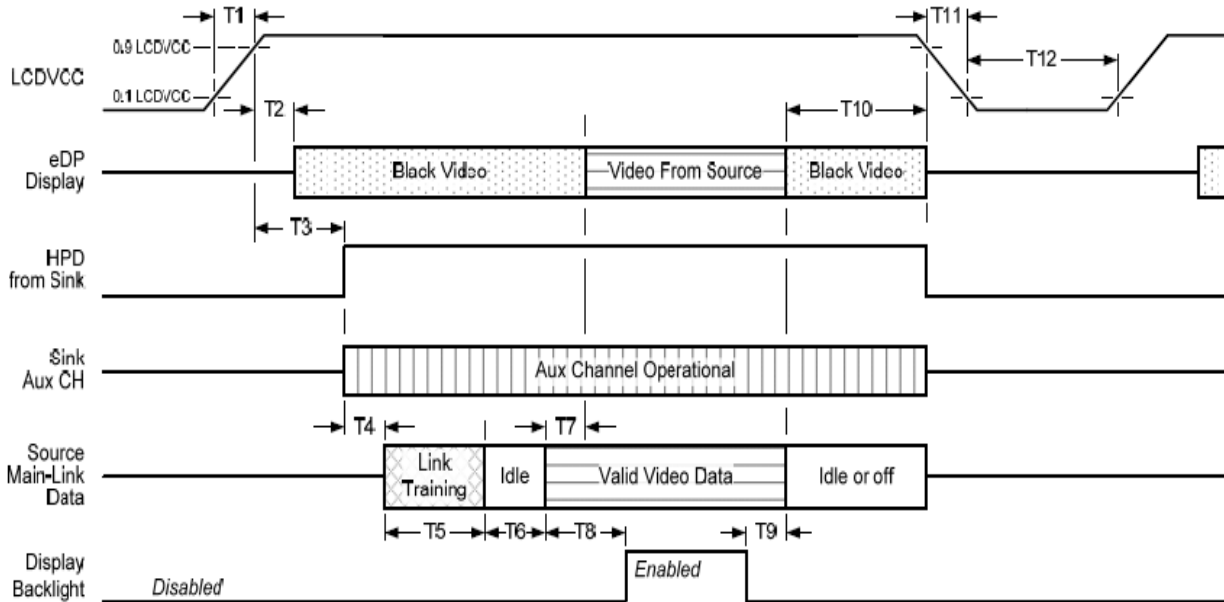 T1
T11
0.9 LCDVCC
LCDVCC
T12
0.1 LCDVCC
T2
T10
eDP
Display
Black Video
Video From Source
Black Video
T3
HPD
from Sink
Sink
Aux CH
Aux Channel Operational
T4
T7
Source
Main-Link
Data
Link
Training
Idle
Valid Video Data
Idle or off
T5
T6
T8
T9
Display
Backlight
Disabled
Enabled